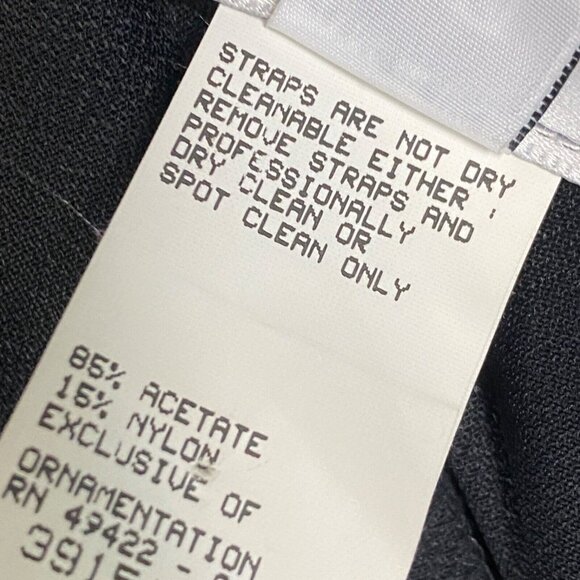 STRAPS ARE NOT DRY
CLEANABLE EITHER :
REMOVE STRAPS AND
PROFESSIONALLY
DRY CLEAN OR
SPOT CLEAN ONLY
85% ACETATE
15% NYLON
EXCLUSIVE OF
ORNAMENTATION
RN 49422 -